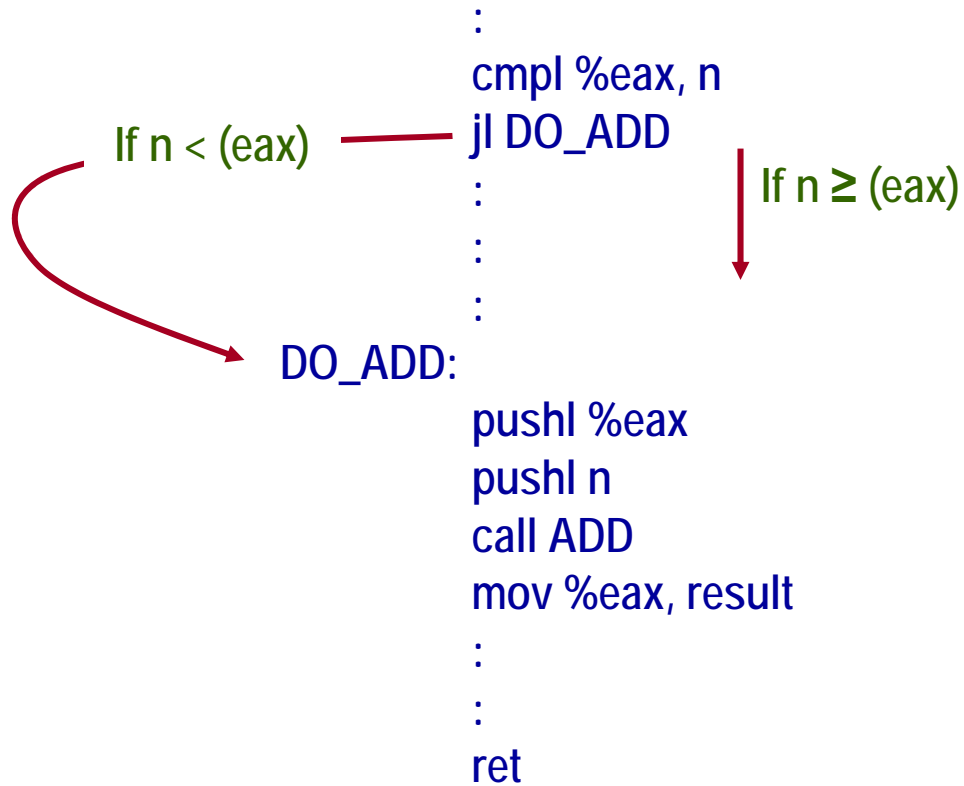 :
cmpl %eax, n
If n < (eax)
jl DO_ADD
If n ≥ (eax)
:
:
:
DO_ADD:
pushl %eax
pushl n
call ADD
mov %eax, result
:
:
ret